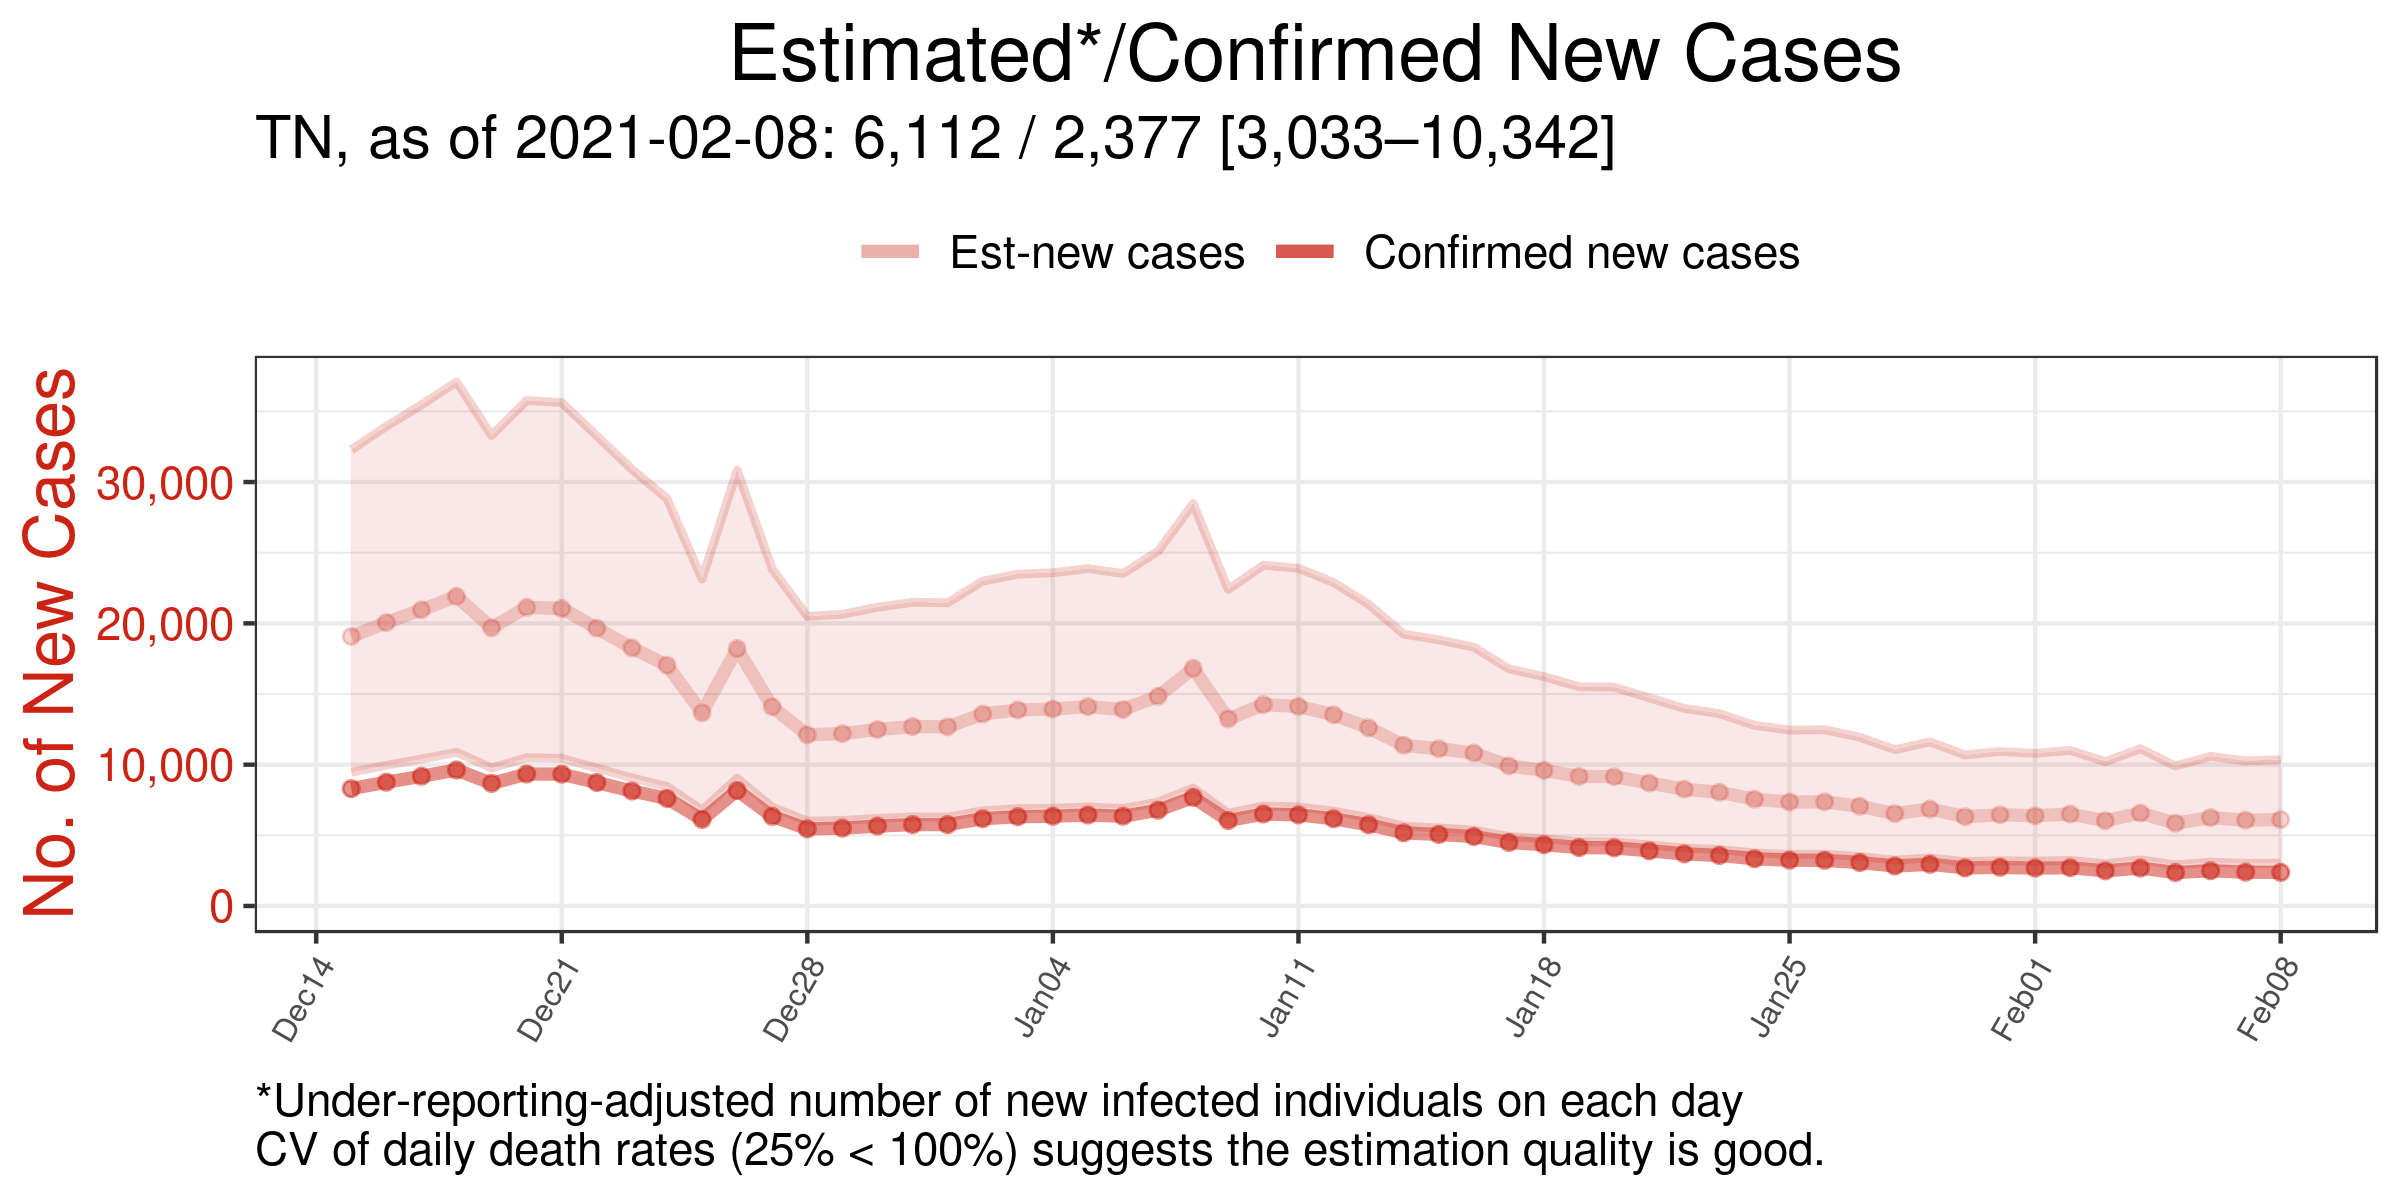 Estimated*/Confirmed New Cases
TN, as of 2021-02-08: 6,112 / 2,377 [3,033–10,342]
Est-new cases
Confirmed new cases
No. of New Cases
30,000
20,000
10,000
0
Dec14
Dec21
Dec28
Jan04
Jan11
Jan18
Jan25
Feb01
Feb08
*Under-reporting-adjusted number of new infected individuals on each day
CV of daily death rates (25% < 100%) suggests the estimation quality is good.